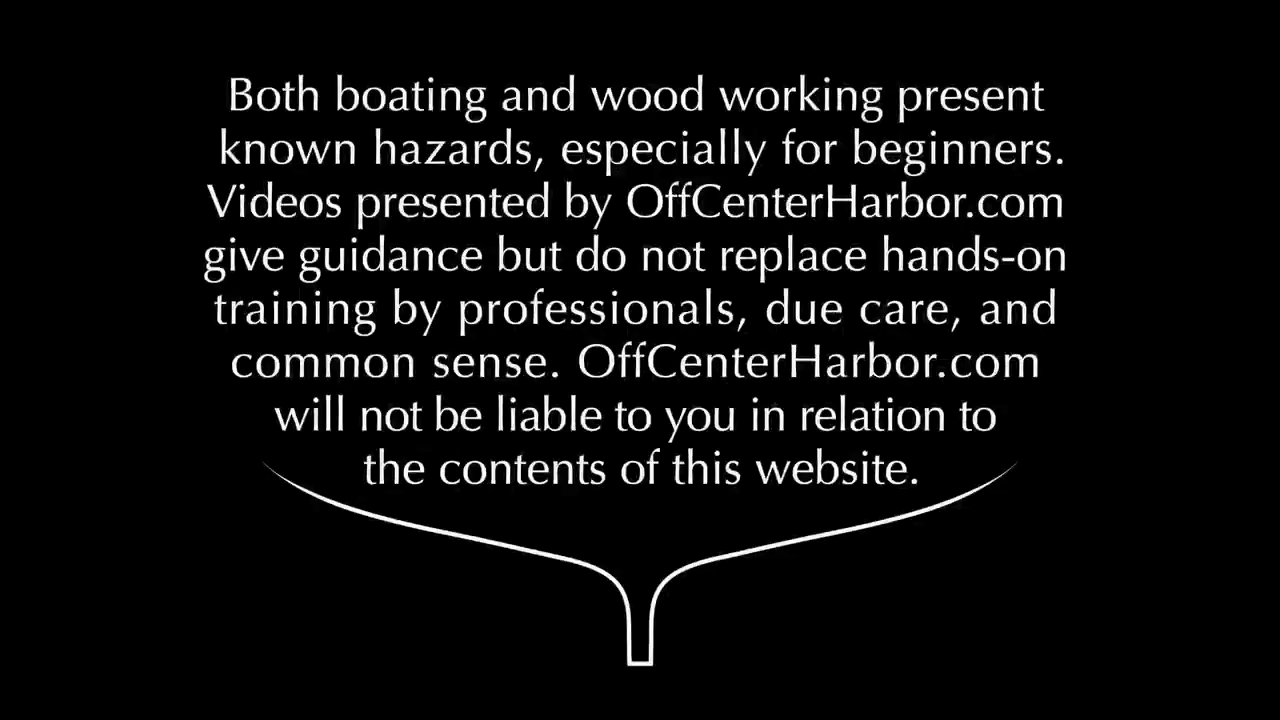 Both boating and wood working present
known hazards, especially for beginners.
Videos presented by OffCenterHarbor.com
give guidance but do not replace hands-on
training by professionals, due care, and
common sense. OffCenterHarbor.com
will not be liable to you in relation to
the contents of this website.